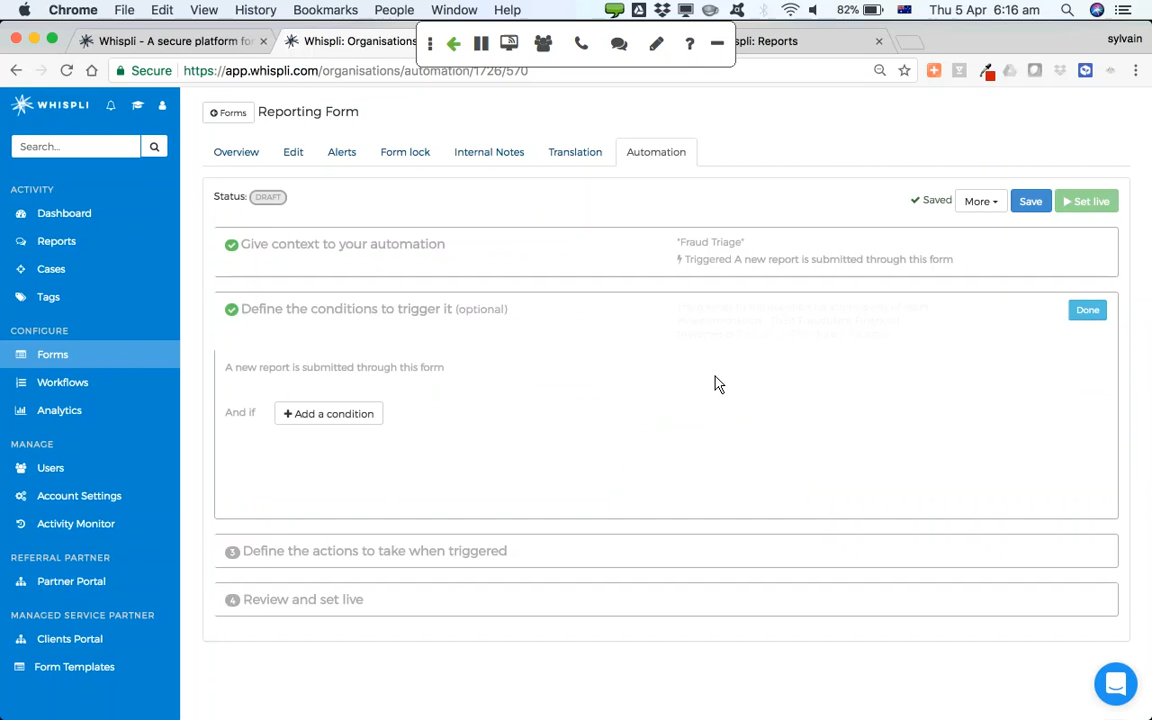 Chrome File Edit View History Bookmarks People Window Help 82% Thu 5 Apr 6:16 am
Whispli - A secure platform for
Whispli: Organisations
spli: Reports
sylvain
Secure https://app.whispli.com/organisations/automation/1726/570
WHISPLI
Search...
ACTIVITY
Dashboard
Reports
Cases
Tags
CONFIGURE
Forms
Workflows
Analytics
MANAGE
Users
Account Settings
Activity Monitor
REFERRAL PARTNER
Partner Portal
MANAGED SERVICE PARTNER
Clients Portal
Form Templates
Forms Reporting Form
Overview Edit Alerts Form lock Internal Notes Translation Automation
Status: DRAFT
Saved More Save Set live
Give context to your automation
"Fraud Triage"
Triggered A new report is submitted through this form
Define the conditions to trigger it (optional)
Done
A new report is submitted through this form
And if Add a condition
3 Define the actions to take when triggered
4 Review and set live